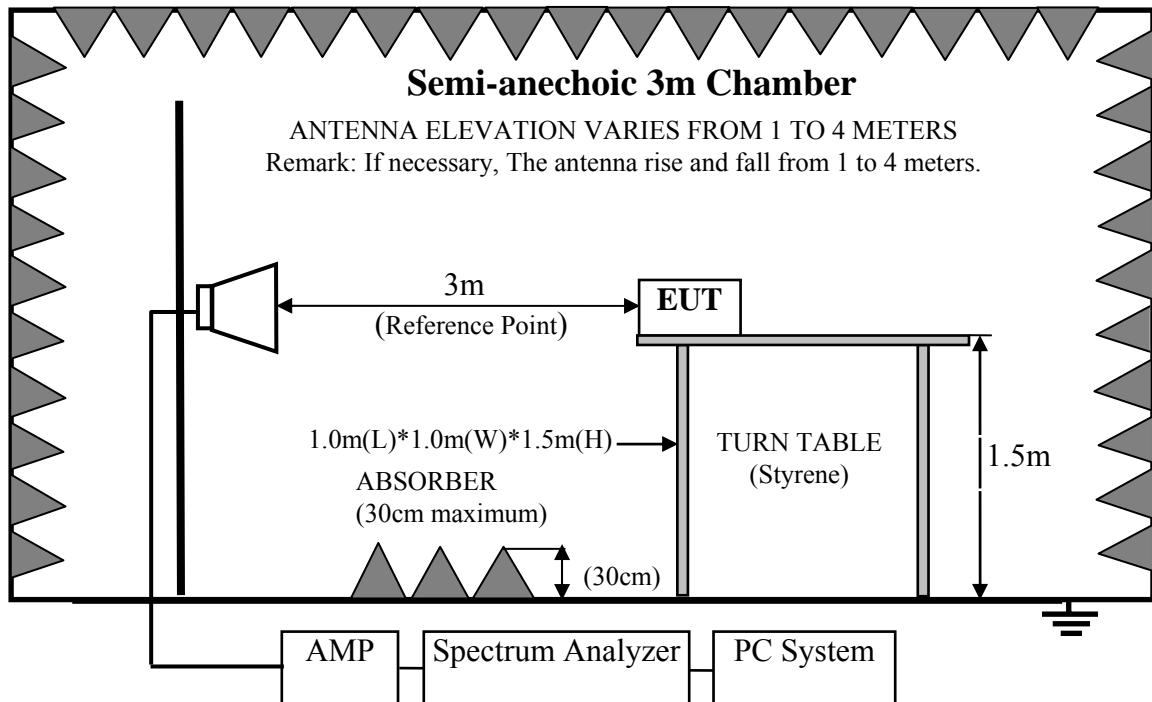 Semi-anechoic 3m Chamber
ANTENNA ELEVATION VARIES FROM 1 TO 4 METERS
Remark: If necessary, The antenna rise and fall from 1 to 4 meters.
3m
(Reference Point)
EUT
1.0m(L)*1.0m(W)*1.5m(H)
TURN TABLE
(Styrene)
1.5m
ABSORBER
(30cm maximum)
(30cm)
AMP
Spectrum Analyzer
PC System